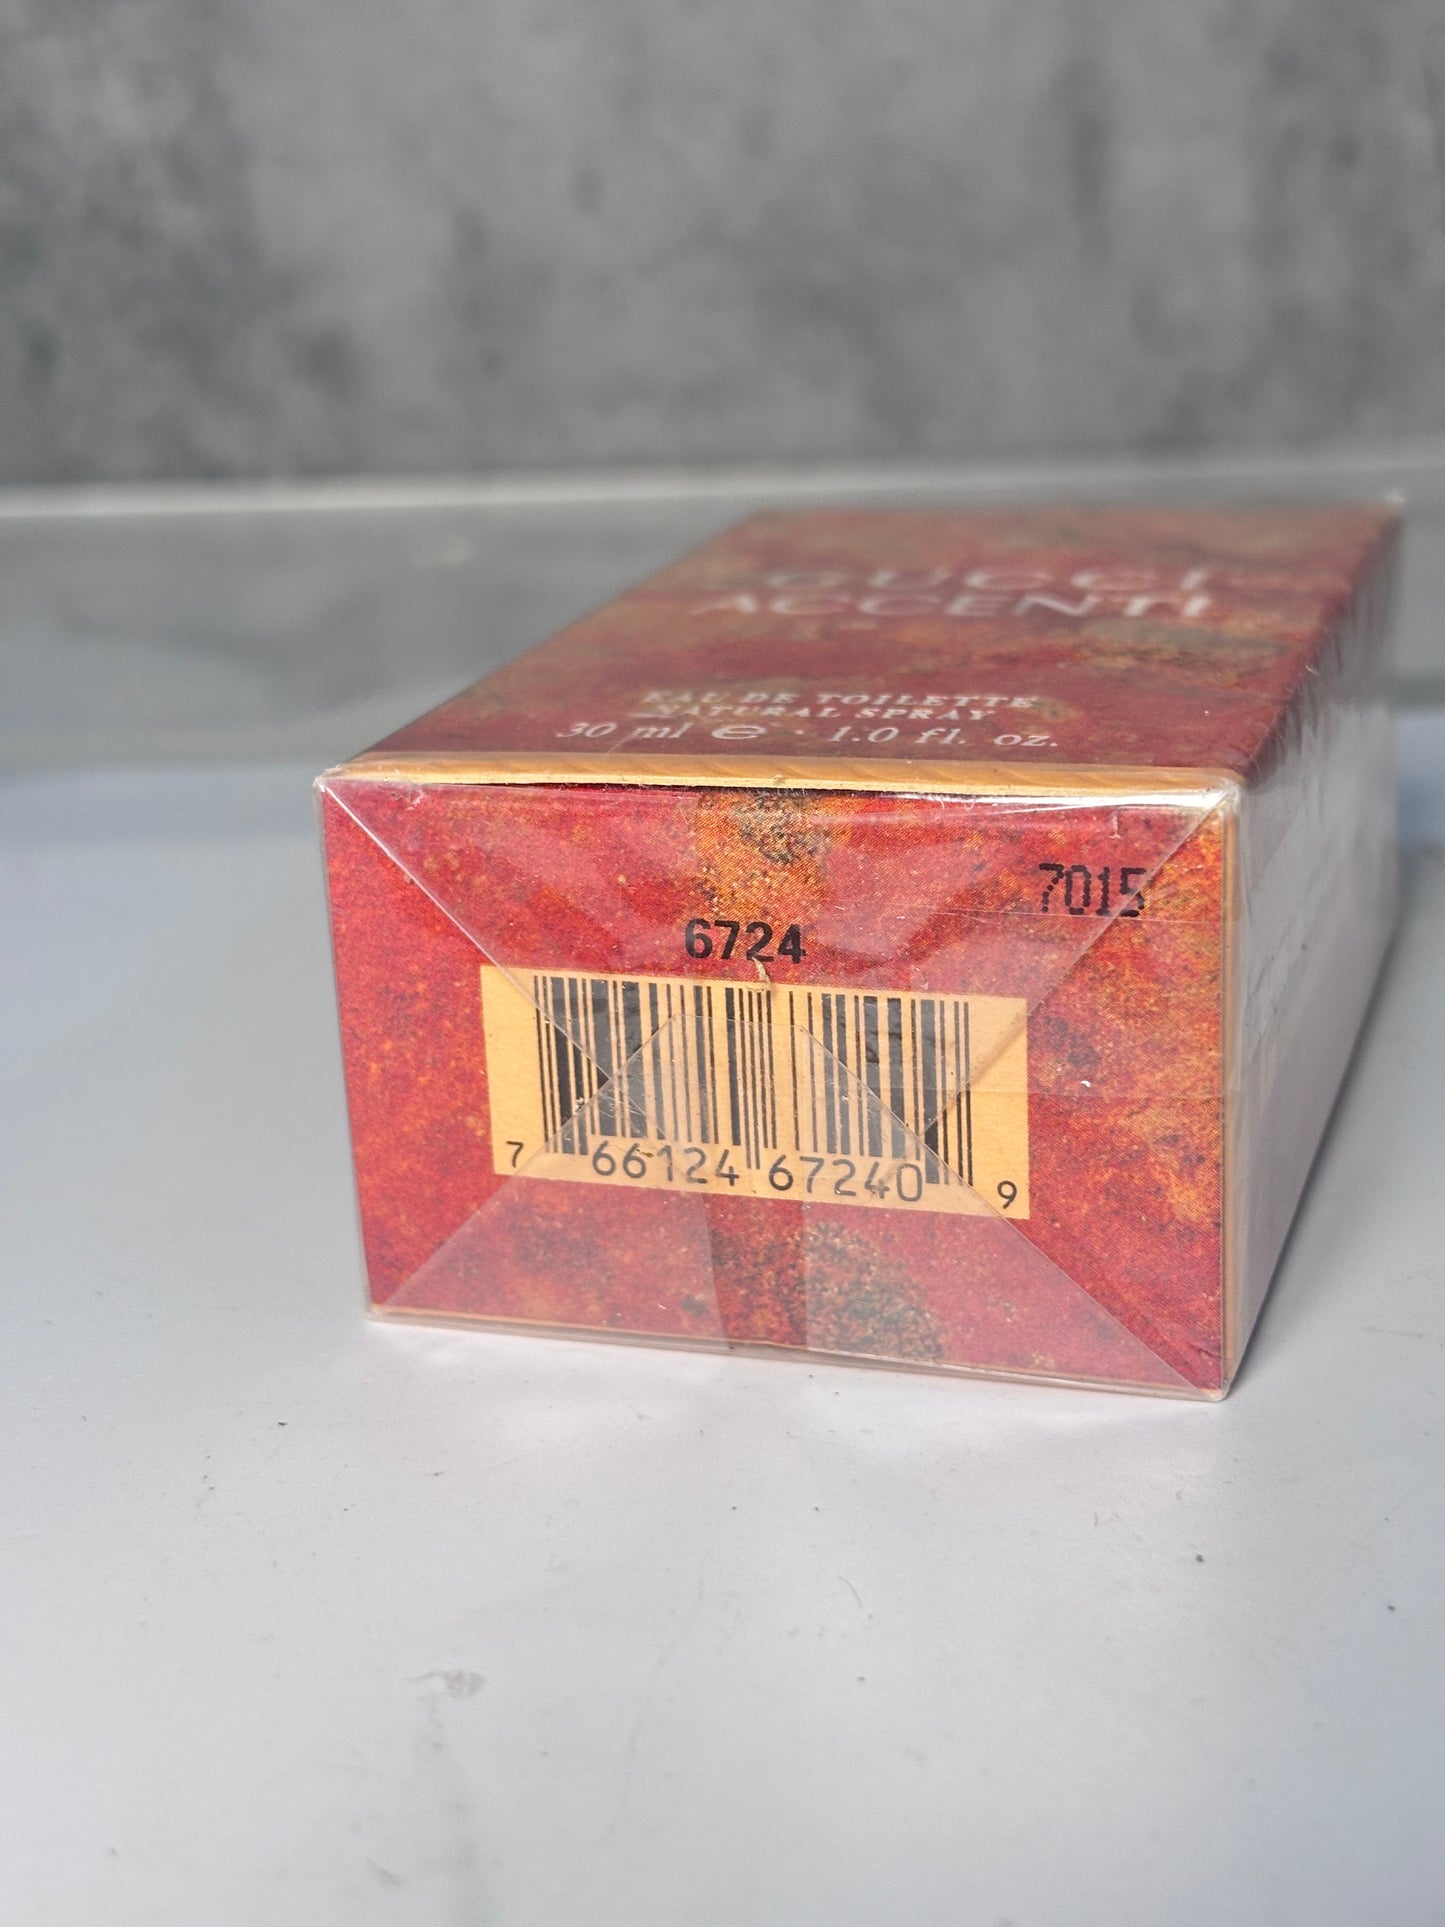 GUCCI
ACCENTI
EAU DE TOILETTE
NATURAL SPRAY
30 ml ℮ · 1.0 fl. oz.
7015
6724
7 66124 67240 9